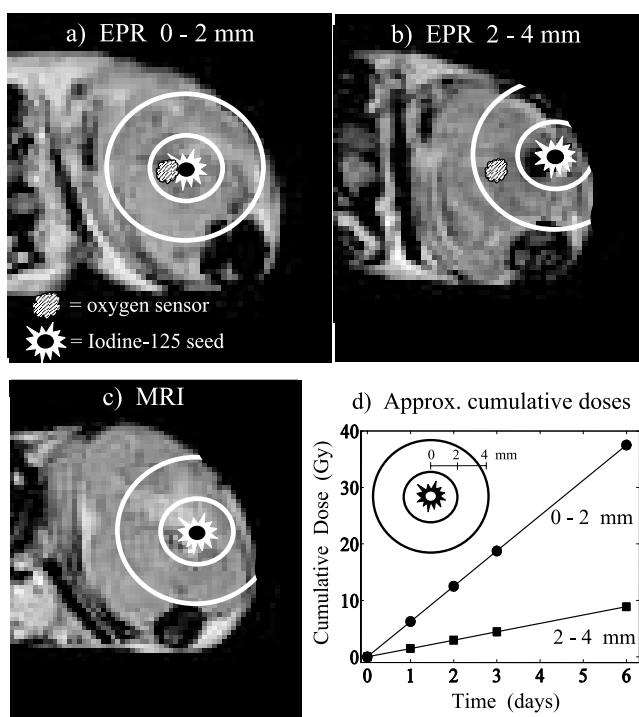 a) EPR 0 - 2 mm
b) EPR 2 - 4 mm
= oxygen sensor
= Iodine-125 seed
c) MRI
d) Approx. cumulative doses
Cumulative Dose (Gy)
40
30
20
10
0
0 2 4 mm
0 - 2 mm
2 - 4 mm
0 1 2 3 4 5 6
Time (days)